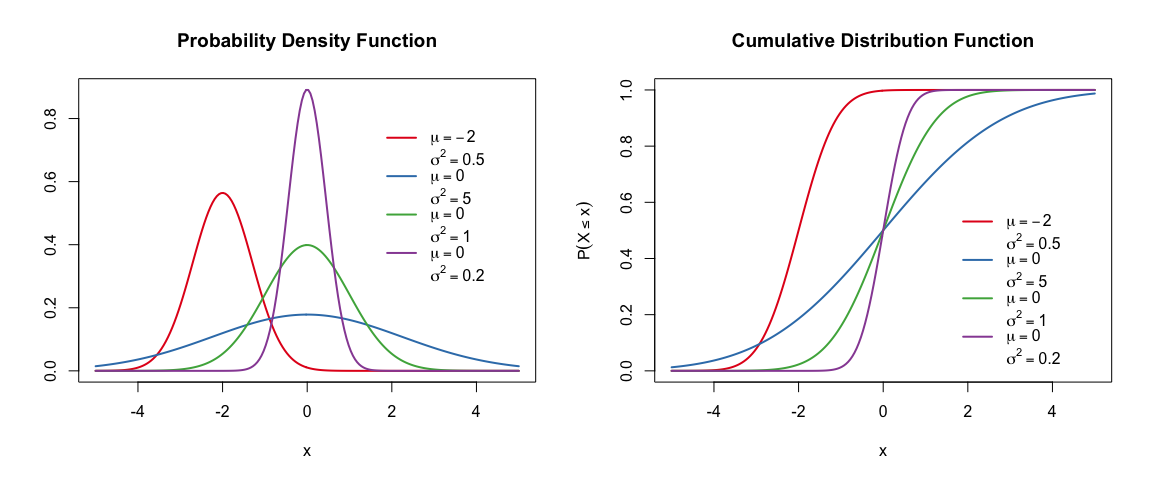 Probability Density Function
0.8
0.6
0.4
0.2
0.0
-4 -2 0 2 4
x
μ = −2
σ² = 0.5
μ = 0
σ² = 5
μ = 0
σ² = 1
μ = 0
σ² = 0.2
Cumulative Distribution Function
P(X ≤ x)
1.0
0.8
0.6
0.4
0.2
0.0
-4 -2 0 2 4
x
μ = −2
σ² = 0.5
μ = 0
σ² = 5
μ = 0
σ² = 1
μ = 0
σ² = 0.2